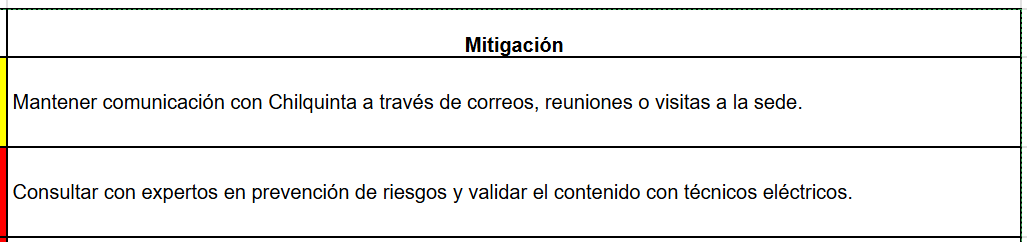 Mitigación
Mantener comunicación con Chilquinta a través de correos, reuniones o visitas a la sede.
Consultar con expertos en prevención de riesgos y validar el contenido con técnicos eléctricos.